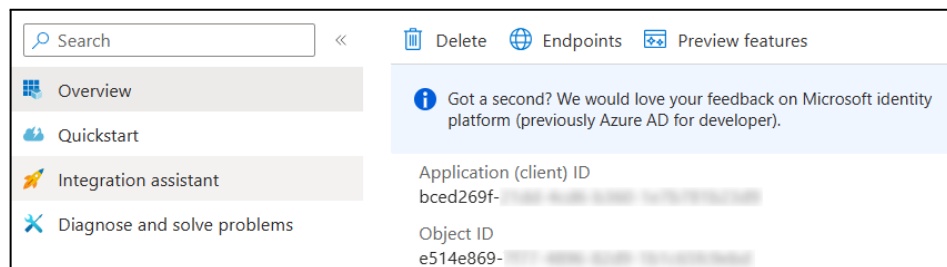 Search
Overview
Quickstart
Integration assistant
Diagnose and solve problems
Delete Endpoints Preview features
Got a second? We would love your feedback on Microsoft identity
platform (previously Azure AD for developer).
Application (client) ID
bced269f-
Object ID
e514e869-